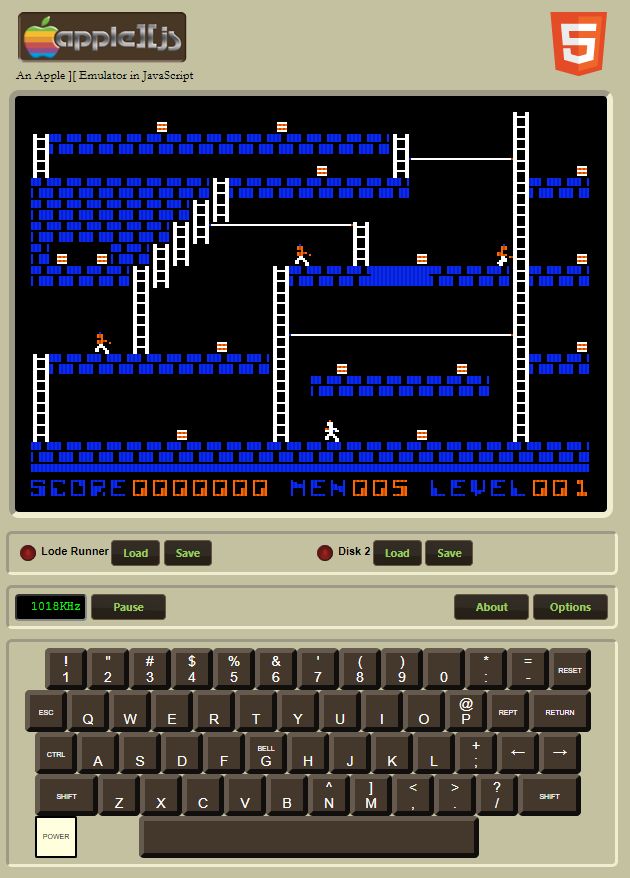 apple][js
5
An Apple ][ Emulator in JavaScript
SCORE0000000 MEN005 LEVEL001
Lode Runner Load Save Disk 2 Load Save
1018KHz Pause About Options
! " # $ % & ' ( ) * =
1 2 3 4 5 6 7 8 9 0 : - RESET
ESC Q W E R T Y U I O @ P REPT RETURN
CTRL A S D F BELL G H J K L + ; ← →
SHIFT Z X C V B ^ N ] M < , > . ? / SHIFT
POWER